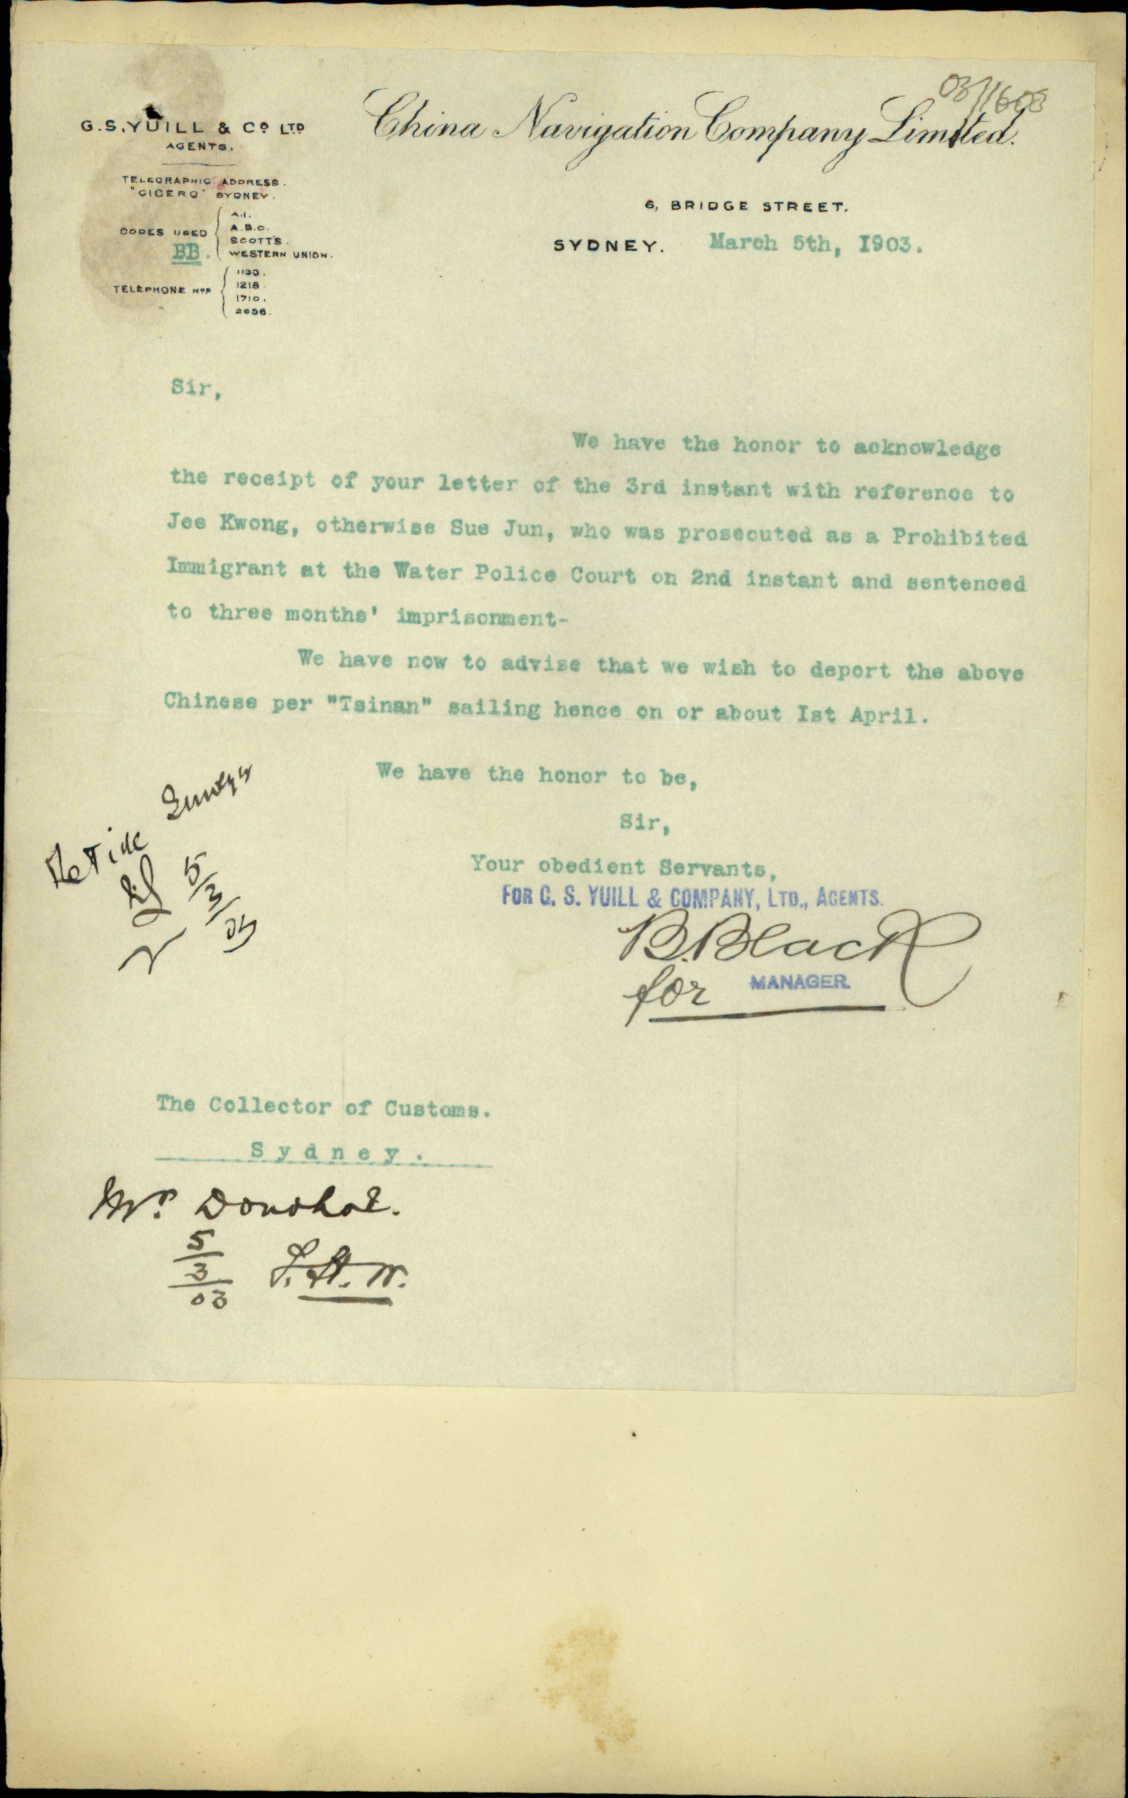 03/1608
G.S. YUILL & Co LTD
AGENTS.
TELEGRAPHIC ADDRESS.
"CICERO" SYDNEY.
CODES USED
A.1.
A.B.C.
SCOTT'S.
WESTERN UNION.
BB.
TELEPHONE Nos
1218
1710.
China Navigation Company Limited.
6, BRIDGE STREET.
SYDNEY. March 5th, I903.
Sir,
We have the honor to acknowledge
the receipt of your letter of the 3rd instant with reference to
Jee Kwong, otherwise Sue Jun, who was prosecuted as a Prohibited
Immigrant at the Water Police Court on 2nd instant and sentenced
to three months' imprisonment-
We have now to advise that we wish to deport the above
Chinese per "Tsinan" sailing hence on or about Ist April.
We have the honor to be,
Sir,
Your obedient Servants,
FOR G. S. YUILL & COMPANY, LTD., AGENTS.
B. Black
for MANAGER.
5/3/03
The Collector of Customs.
Sydney.
Mr. Donohoe.
5
3
03